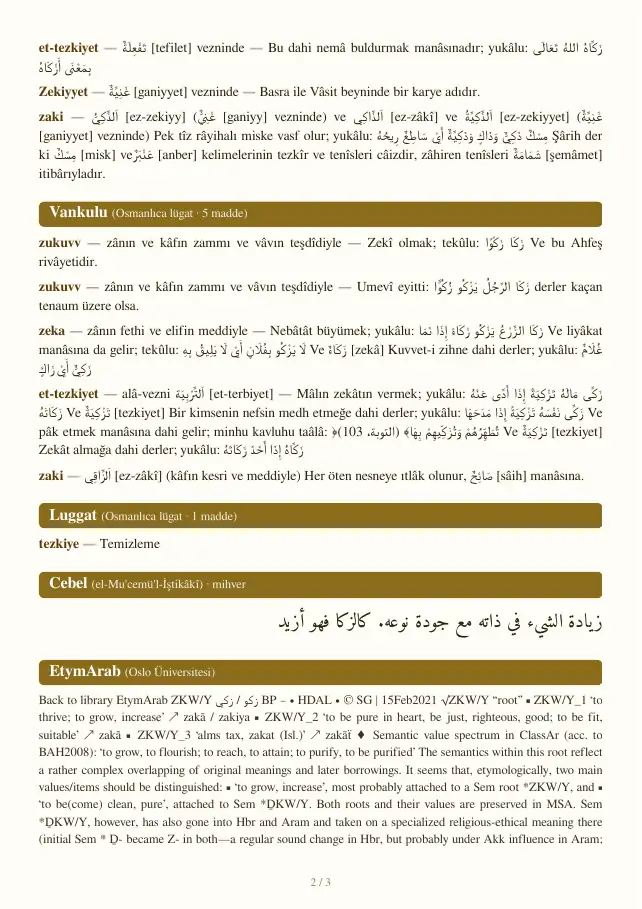 et-tezkiyet — تَفْعِلَةٌ [tefilet] vezninde — Bu dahi nemâ buldurmak manâsınadır; yukâlu: زَكَّاهُ اللهُ تَعَالَى
بِمَعْنَى أَزْكَاهُ
Zekiyyet — غَنِيَّةٌ [ganiyyet] vezninde — Basra ile Vâsit beyninde bir karye adıdır.
zaki — اَلذَّكِيُّ [ez-zekiyy] (غَنِيٌّ [ganiyy] vezninde) ve اَلذَّاكِي [ez-zâkî] ve اَلذَّكِيَّةُ [ez-zekiyyet] (غَنِيَّةٌ
[ganiyyet] vezninde) Pek tîz râyihalı miske vasf olur; yukâlu: مِسْكٌ ذَكِيٌّ وَذَاكٍ وَذَكِيَّةٌ أَيْ سَاطِعٌ رِيحُهُ Şârih der
ki مِسْكٌ [misk] ve عَنْبَرٌ [anber] kelimelerinin tezkîr ve tenîsleri câizdir, zâhiren tenîsleri شَمَامَةٌ [şemâmet]
itibârıyladır.
Vankulu (Osmanlıca lügat · 5 madde)
zukuvv — zânın ve kâfın zammı ve vâvın teşdîdiyle — Zekî olmak; tekûlu: زَكَا زَكْوًا Ve bu Ahfeş
rivâyetidir.
zukuvv — zânın ve kâfın zammı ve vâvın teşdîdiyle — Umevî eyitti: زَكَا الرَّجُلُ يَزْكُو زُكُوًّا derler kaçan
tenaum üzere olsa.
zeka — zânın fethi ve elifin meddiyle — Nebâtât büyümek; yukâlu: زَكَا الزَّرْعُ يَزْكُو زَكَاءً إِذَا نَمَا Ve liyâkat
manâsına da gelir; tekûlu: لَا يَزْكُو بِفُلَانٍ أَيْ لَا يَلِيقُ بِهِ Ve زَكَاءٌ [zekâ] Kuvvet-i zihne dahi derler; yukâlu: غُلَامٌ
زَكِيٌّ أَيْ زَاكٍ
et-tezkiyet — alâ-vezni اَلتَّرْبِيَةُ [et-terbiyet] — Mâlın zekâtın vermek; yukâlu: زَكَّى مَالَهُ تَزْكِيَةً إِذَا أَدَّى عَنْهُ
زَكَاتَهُ Ve تَزْكِيَةٌ [tezkiyet] Bir kimsenin nefsin medh etmeğe dahi derler; yukâlu: زَكَّى نَفْسَهُ تَزْكِيَةً إِذَا مَدَحَهَا Ve
pâk etmek manâsına dahi gelir; minhu kavluhu taâlâ: ﴿تُطَهِّرُهُمْ وَتُزَكِّيهِمْ بِهَا﴾ (التوبة، 103) Ve تَزْكِيَةٌ [tezkiyet]
Zekât almağa dahi derler; yukâlu: زَكَّاهُ إِذَا أَخَذَ زَكَاتَهُ
zaki — اَلزَّاقِي [ez-zâkî] (kâfın kesri ve meddiyle) Her öten nesneye ıtlâk olunur, صَائِحٌ [sâih] manâsına.
Luggat (Osmanlıca lügat · 1 madde)
tezkiye — Temizleme
Cebel (el-Mu'cemü'l-İştikâkî) · mihver
زيادة الشيء في ذاته مع جودة نوعه. كالزكا فهو أزيد
EtymArab (Oslo Üniversitesi)
Back to library EtymArab ZKW/Y زكو / زكي BP – • HDAL • © SG | 15Feb2021 √ZKW/Y “root” ▪ ZKW/Y_1 ‘to
thrive; to grow, increase’ ↗ zakā / zakiya ▪ ZKW/Y_2 ‘to be pure in heart, be just, righteous, good; to be fit,
suitable’ ↗ zakā ▪ ZKW/Y_3 ‘alms tax, zakat (Isl.)’ ↗ zakāẗ ♦ Semantic value spectrum in ClassAr (acc. to
BAH2008): ‘to grow, to flourish; to reach, to attain; to purify, to be purified’ The semantics within this root reflect
a rather complex overlapping of original meanings and later borrowings. It seems that, etymologically, two main
values/items should be distinguished: ▪ ‘to grow, increase’, most probably attached to a Sem root *ZKW/Y, and ▪
‘to be(come) clean, pure’, attached to Sem *ḎKW/Y. Both roots and their values are preserved in MSA. Sem
*ḎKW/Y, however, has also gone into Hbr and Aram and taken on a specialized religious-ethical meaning there
(initial Sem * Ḏ- became Z- in both—a regular sound change in Hbr, but probably under Akk influence in Aram;
2 / 3